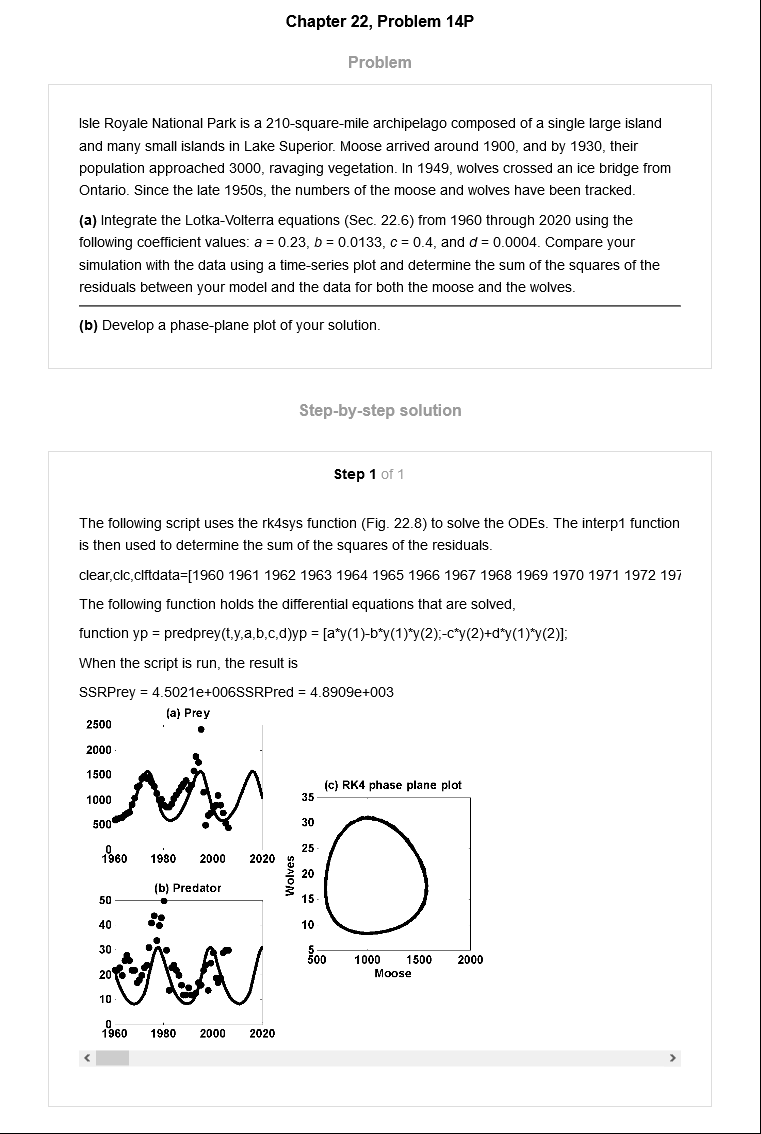 Chapter 22, Problem 14P
Problem
Isle Royale National Park is a 210-square-mile archipelago composed of a single large island
and many small islands in Lake Superior. Moose arrived around 1900, and by 1930, their
population approached 3000, ravaging vegetation. In 1949, wolves crossed an ice bridge from
Ontario. Since the late 1950s, the numbers of the moose and wolves have been tracked.
(a) Integrate the Lotka-Volterra equations (Sec. 22.6) from 1960 through 2020 using the
following coefficient values: a = 0.23, b = 0.0133, c = 0.4, and d = 0.0004. Compare your
simulation with the data using a time-series plot and determine the sum of the squares of the
residuals between your model and the data for both the moose and the wolves.
(b) Develop a phase-plane plot of your solution.
Step-by-step solution
Step 1 of 1
The following script uses the rk4sys function (Fig. 22.8) to solve the ODEs. The interp1 function
is then used to determine the sum of the squares of the residuals.
clear,clc,clftdata=[1960 1961 1962 1963 1964 1965 1966 1967 1968 1969 1970 1971 1972 197
The following function holds the differential equations that are solved,
function yp = predprey(t,y,a,b,c,d)yp = [a*y(1)-b*y(1)*y(2);-c*y(2)+d*y(1)*y(2)];
When the script is run, the result is
SSRPrey = 4.5021e+006SSRPred = 4.8909e+003
(a) Prey
2500
2000
1500
1000
500
0
1960 1980 2000 2020
(b) Predator
50
40
30
20
10
0
1960 1980 2000 2020
(c) RK4 phase plane plot
35
30
25
20
15
10
5
Wolves
500 1000 1500 2000
Moose